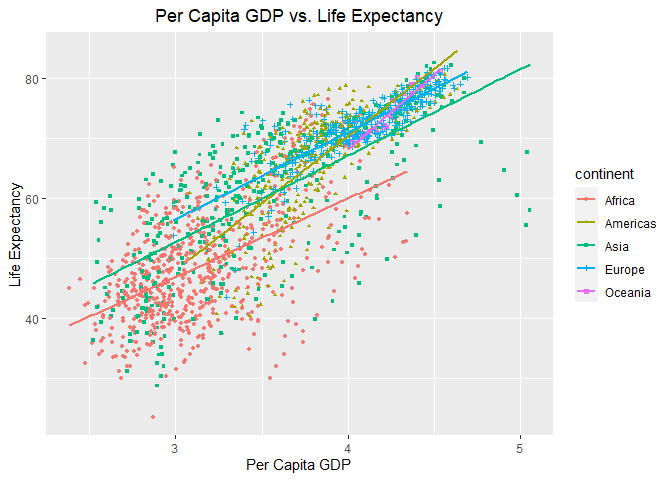 Per Capita GDP vs. Life Expectancy
80
60
40
Life Expectancy
3
4
5
Per Capita GDP
continent
Africa
Americas
Asia
Europe
Oceania